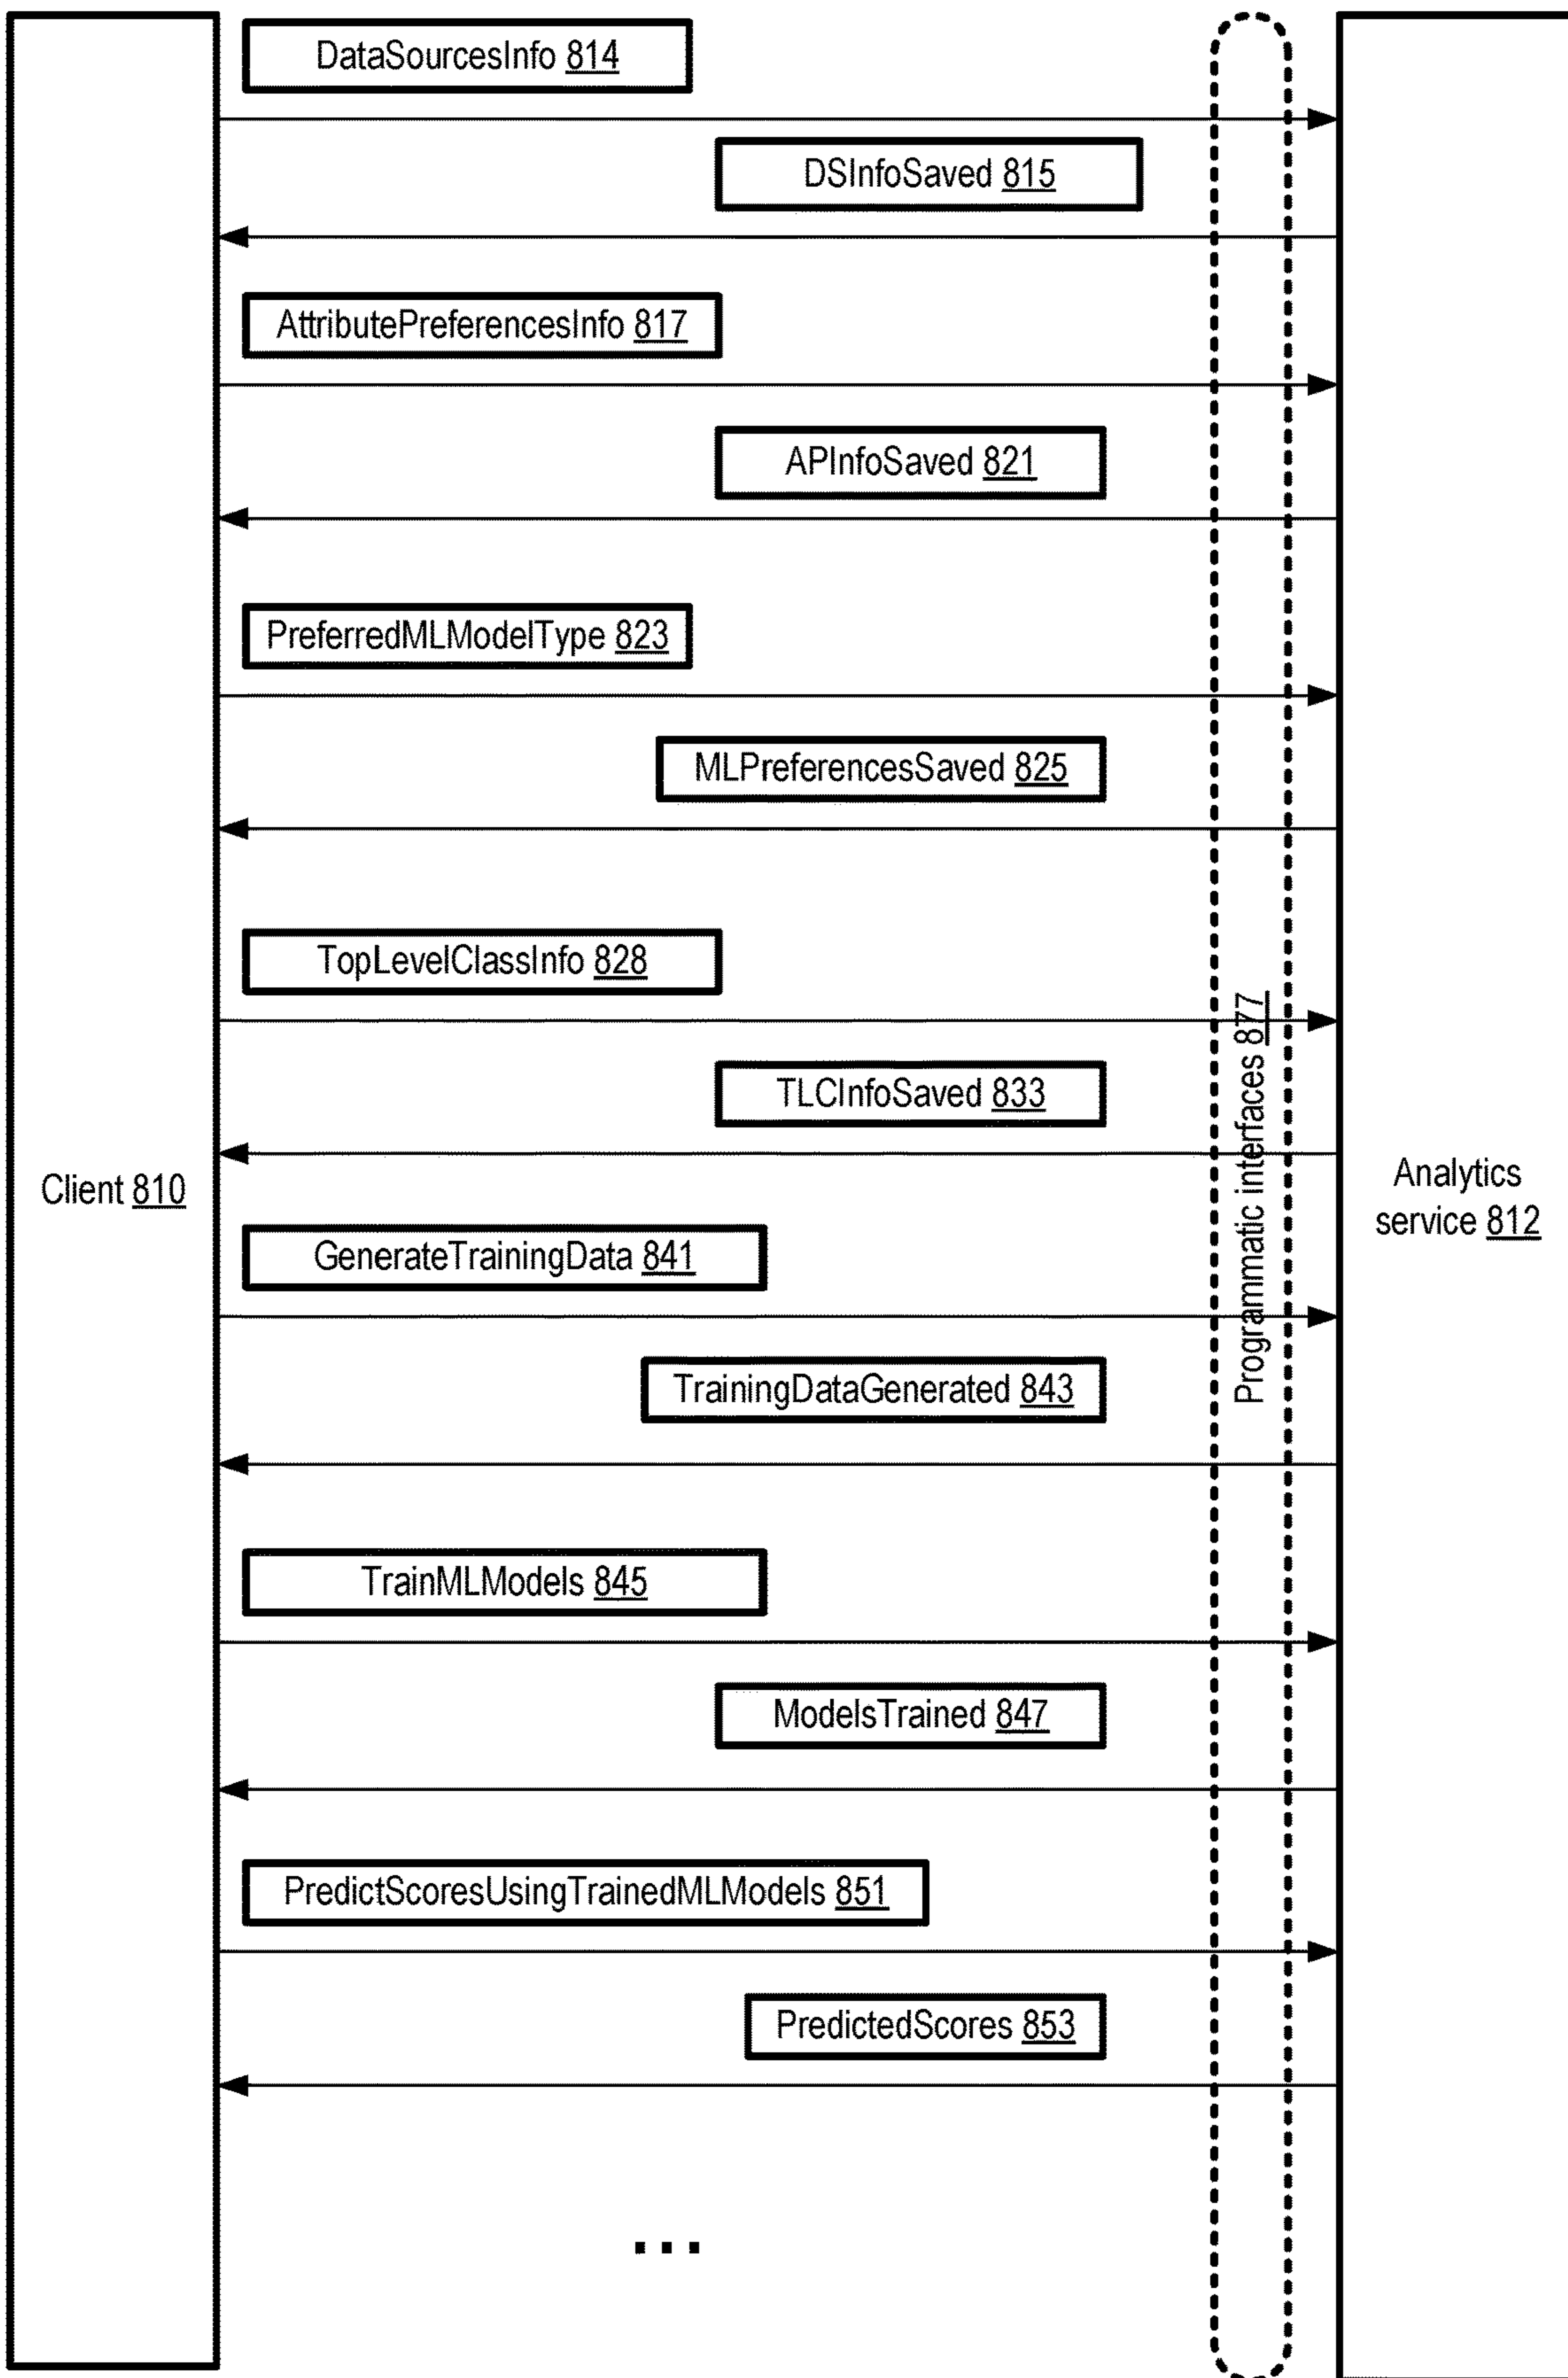 DataSourcesInfo 814
DSInfoSaved 815
AttributePreferencesInfo 817
APInfoSaved 821
PreferredMLModelType 823
MLPreferencesSaved 825
TopLevelClassInfo 828
TLCInfoSaved 833
Client 810
Programmatic interfaces 877
Analytics
service 812
GenerateTrainingData 841
TrainingDataGenerated 843
TrainMLModels 845
ModelsTrained 847
PredictScoresUsingTrainedMLModels 851
PredictedScores 853
...